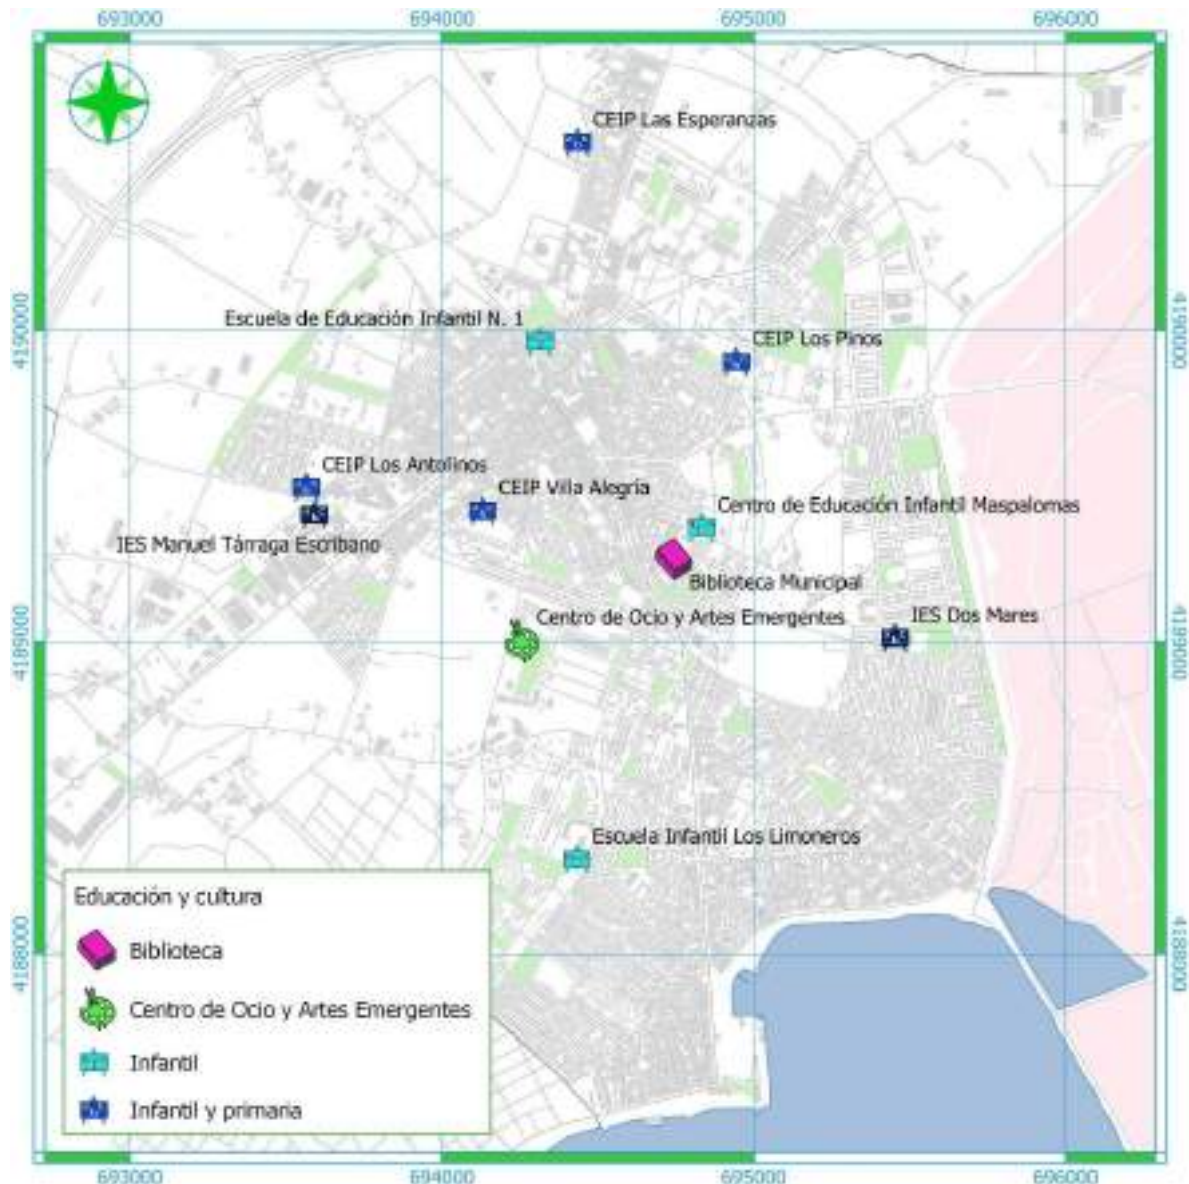 693000
694000
695000
696000
CEIP Las Esperanzas
Escuela de Educación Infantil N. 1
4190000
4190000
CEIP Los Pinos
CEIP Los Antolinos
CEIP Villa Alegría
Centro de Educación Infantil Maspalomas
IES Manuel Tárraga Escribano
Biblioteca Municipal
Centro de Ocio y Artes Emergentes
IES Dos Mares
4189000
4189000
Escuela Infantil Los Limoneros
Educación y cultura
4188000
4188000
Biblioteca
Centro de Ocio y Artes Emergentes
Infantil
Infantil y primaria
693000
694000
695000
696000